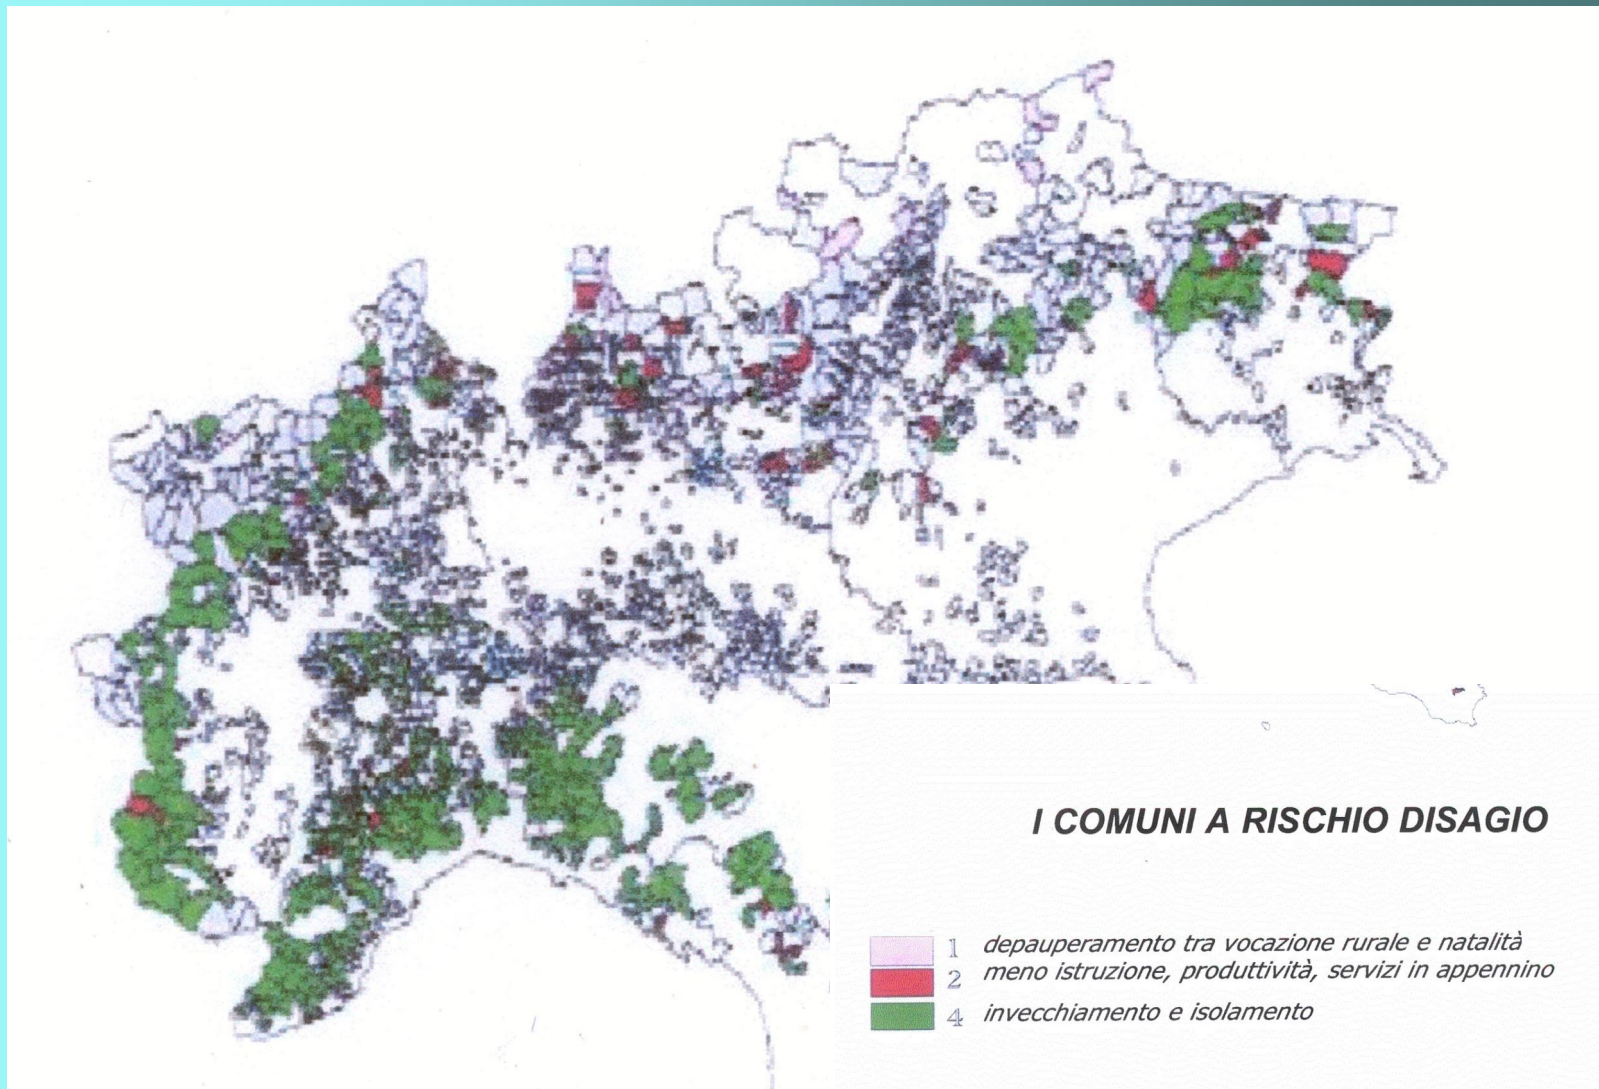 I COMUNI A RISCHIO DISAGIO
1 depauperamento tra vocazione rurale e natalità
2 meno istruzione, produttività, servizi in appennino
4 invecchiamento e isolamento